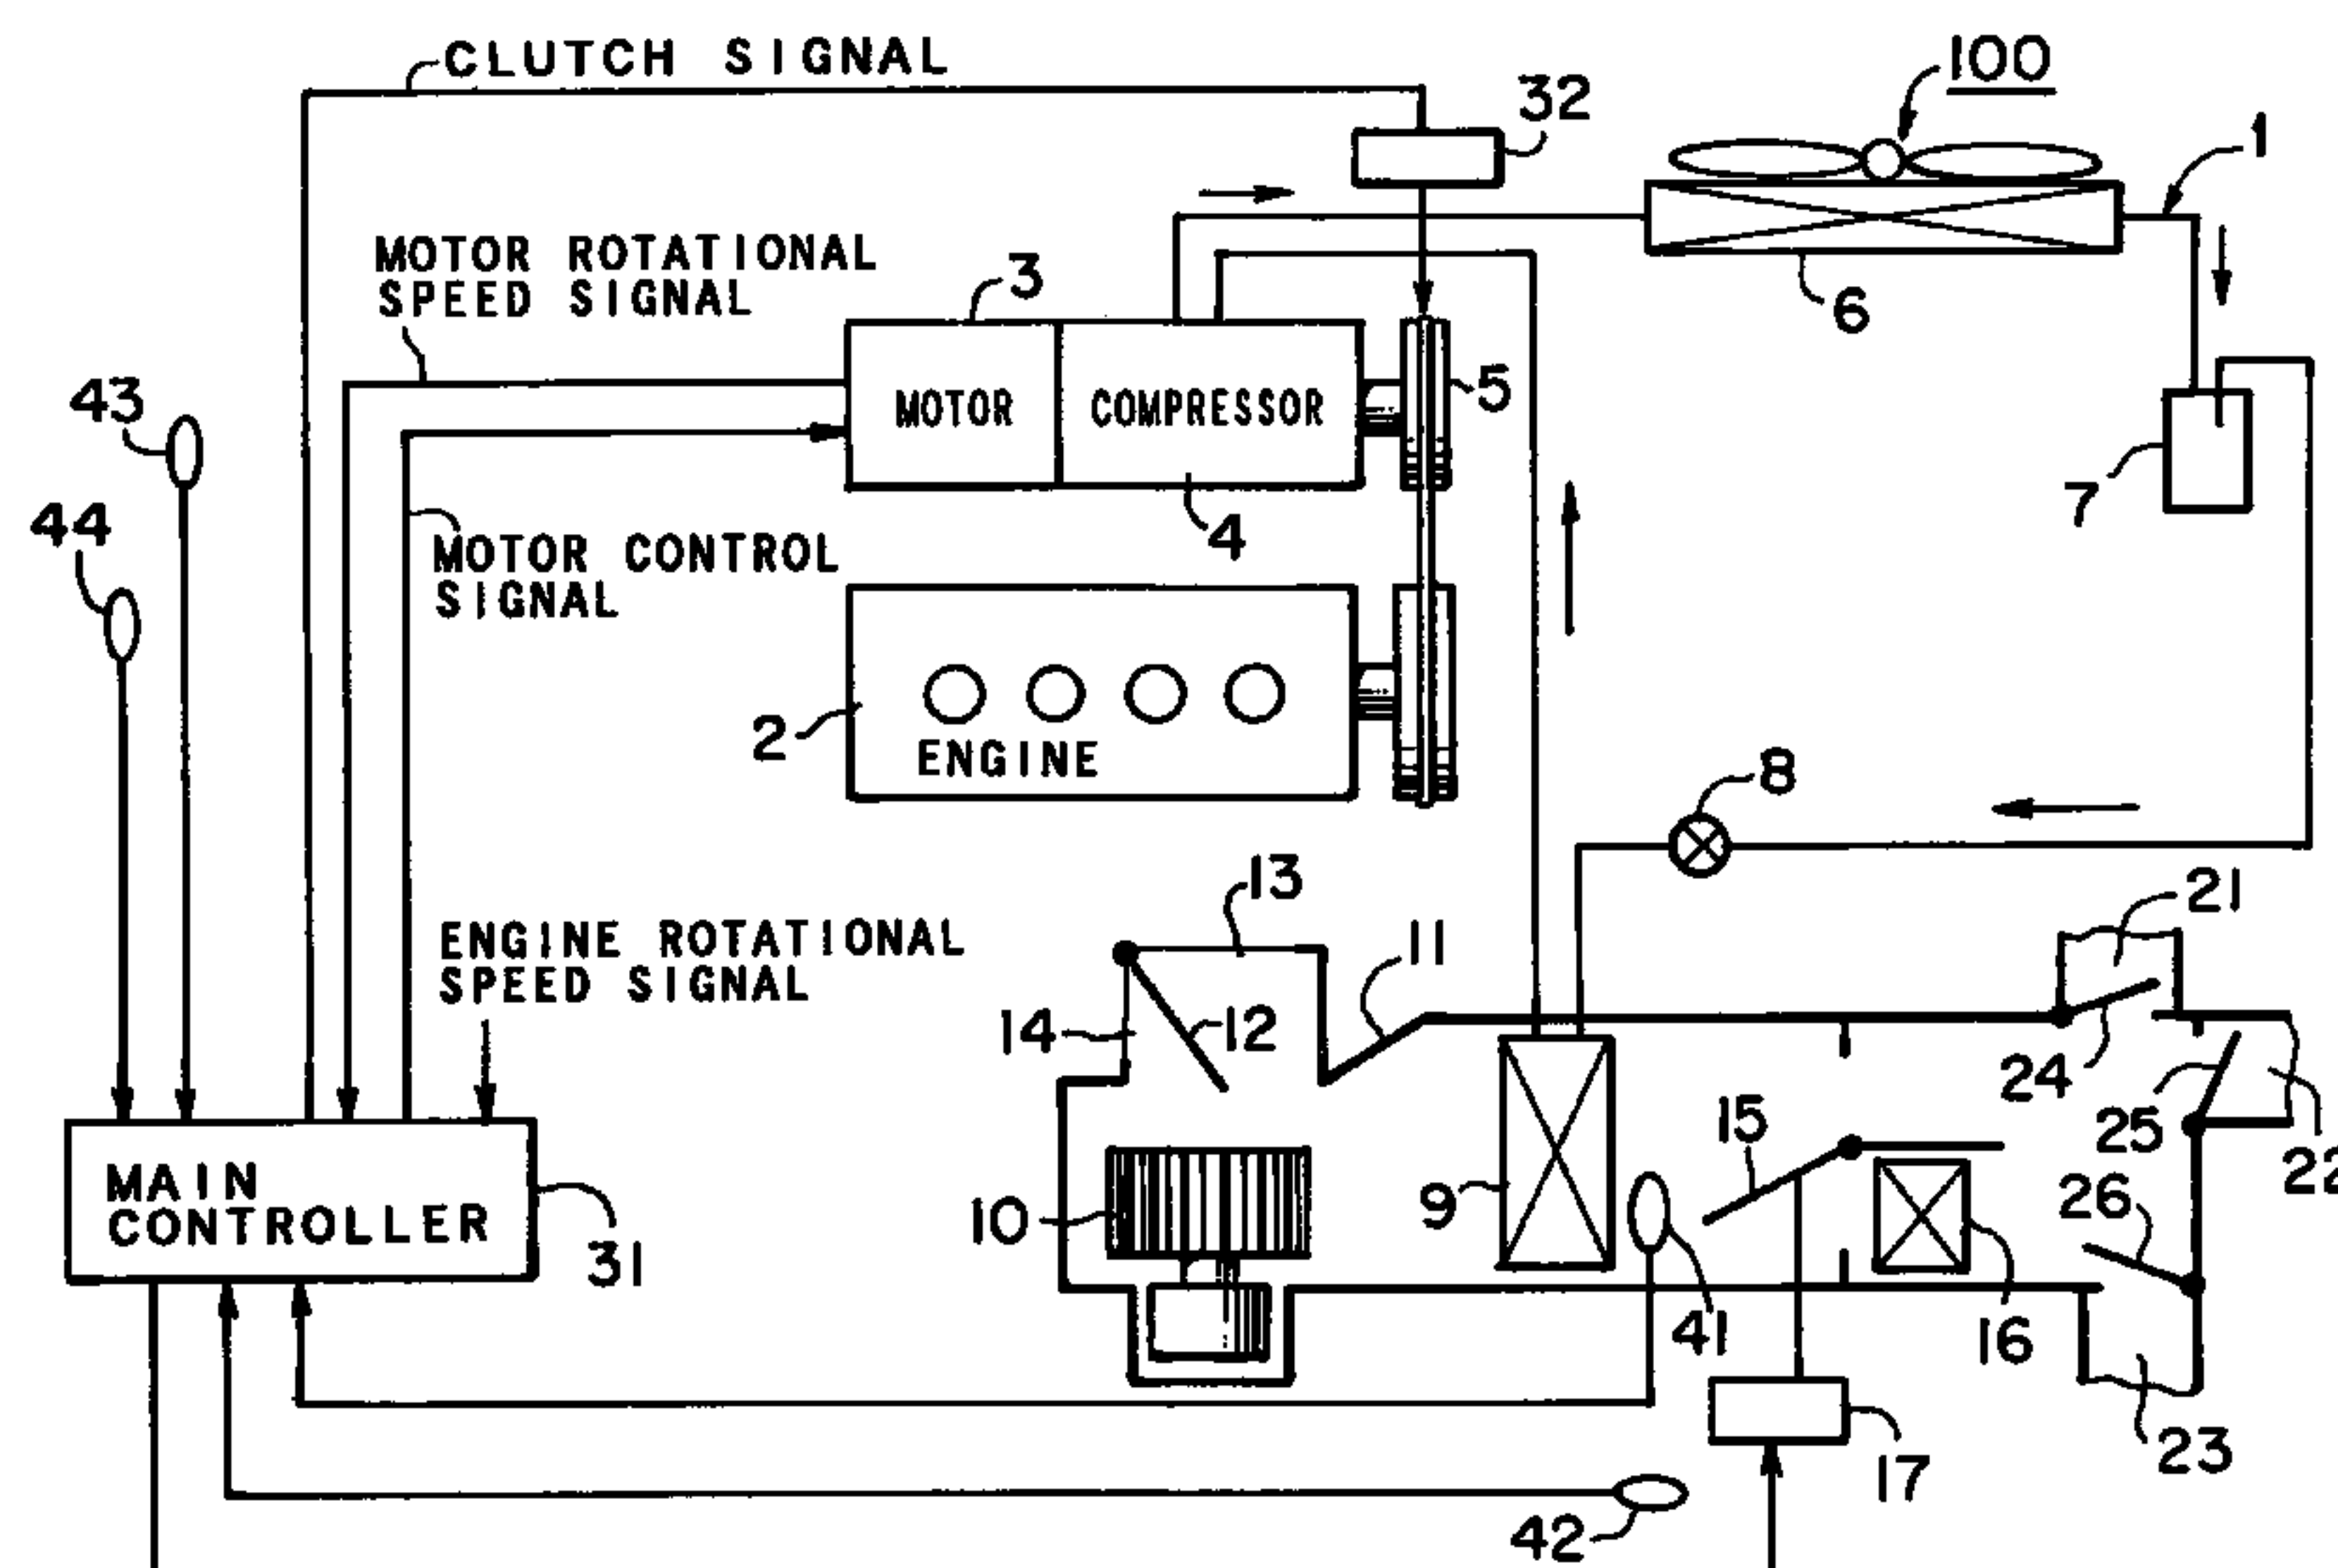 CLUTCH SIGNAL
100
32
1
MOTOR ROTATIONAL
SPEED SIGNAL
3
6
43
MOTOR
COMPRESSOR
5
7
44
4
MOTOR CONTROL
SIGNAL
2
ENGINE
8
13
21
11
ENGINE ROTATIONAL
SPEED SIGNAL
14
12
24
15
25
22
MAIN
CONTROLLER
10
9
26
31
41
16
23
17
42